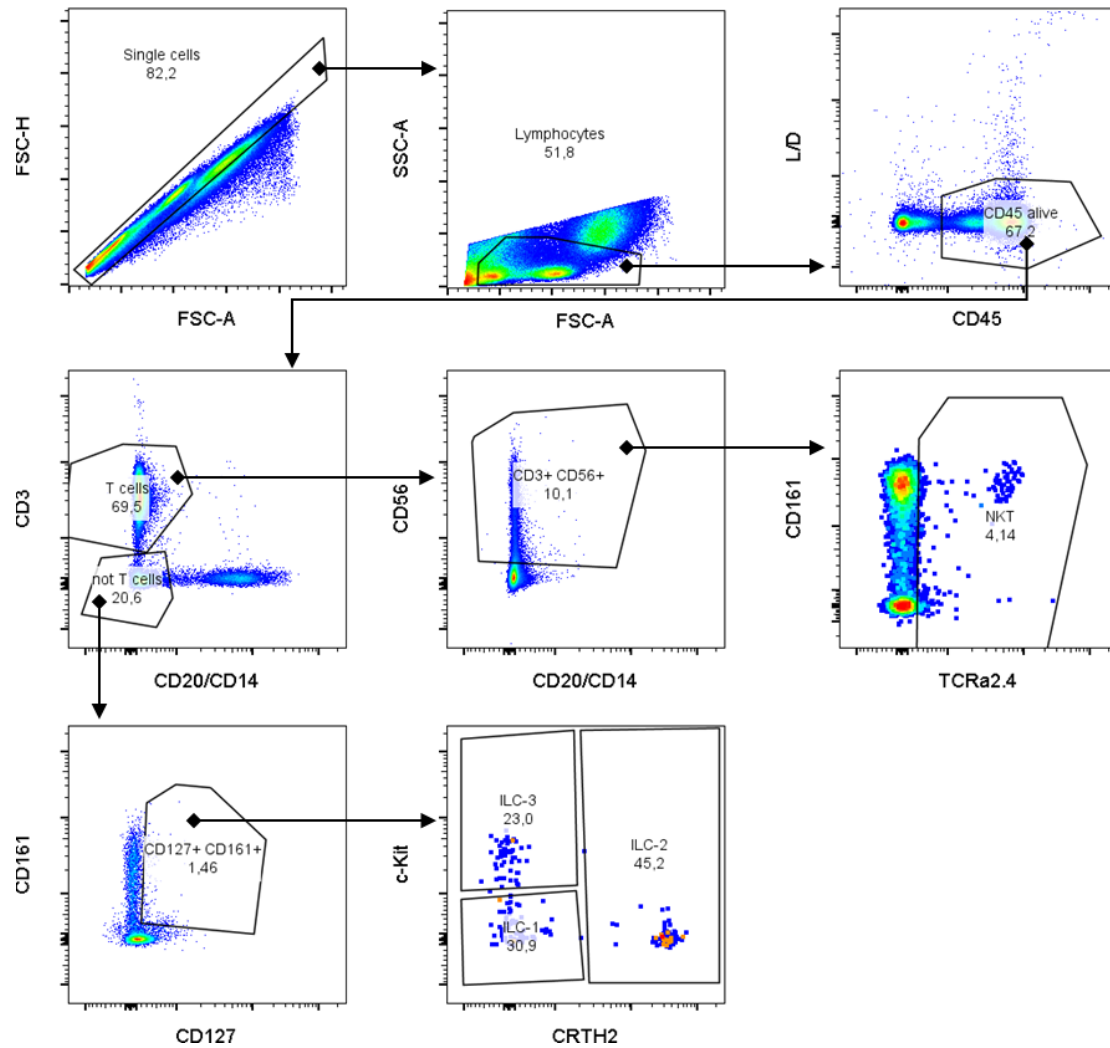 Single cells
82,2
FSC-H
FSC-A
Lymphocytes
51,8
SSC-A
FSC-A
CD45 alive
67,2
L/D
CD45
T cells
69,5
not T cells
20,6
CD3
CD20/CD14
CD3+ CD56+
10,1
CD56
CD20/CD14
NKT
4,14
CD161
TCRa2.4
CD127+ CD161+
1,46
CD161
CD127
ILC-3
23,0
ILC-2
45,2
ILC-1
30,9
c-Kit
CRTH2